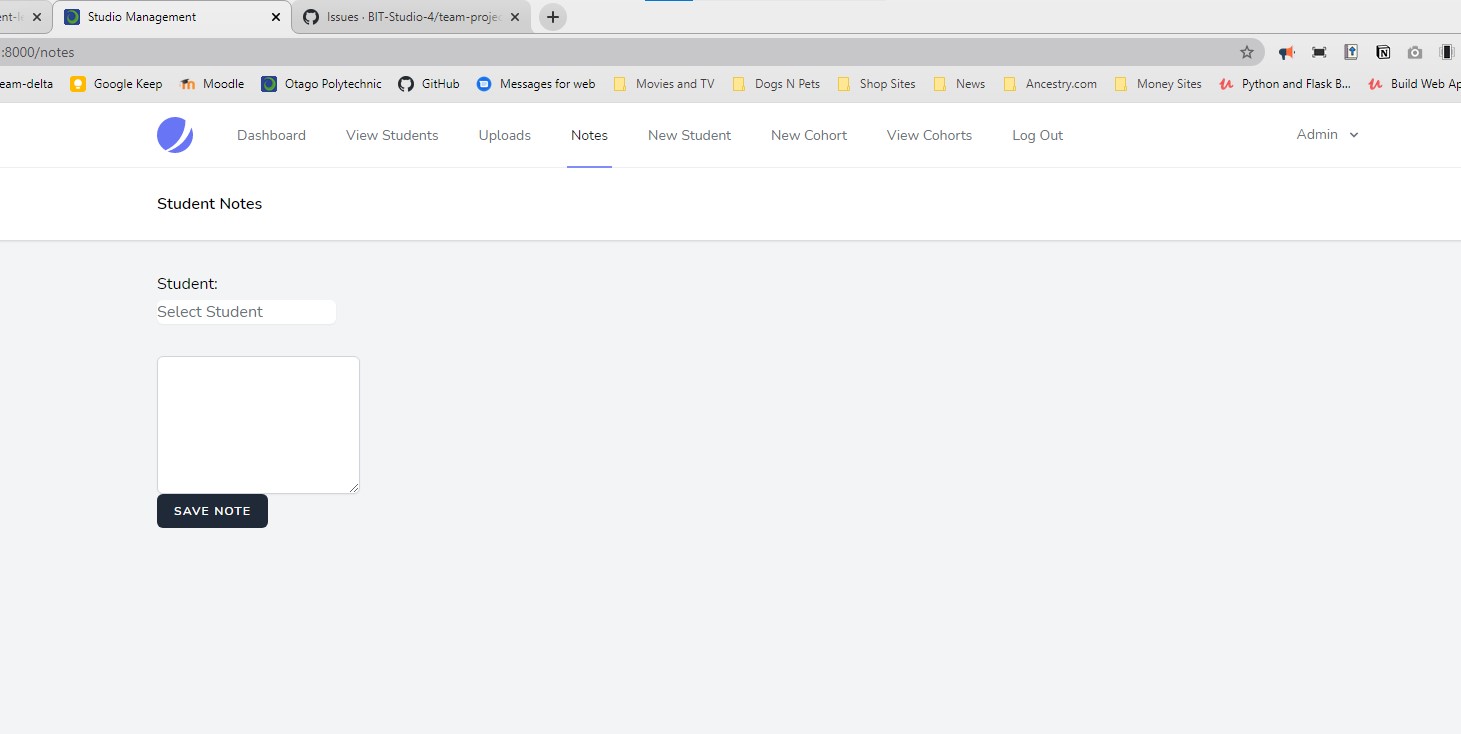 ent-le
Studio Management
Issues · BIT-Studio-4/team-projec
:8000/notes
eam-delta Google Keep Moodle Otago Polytechnic GitHub Messages for web Movies and TV Dogs N Pets Shop Sites News Ancestry.com Money Sites Python and Flask B... Build Web Ap
Dashboard View Students Uploads Notes New Student New Cohort View Cohorts Log Out Admin
Student Notes
Student:
Select Student
SAVE NOTE